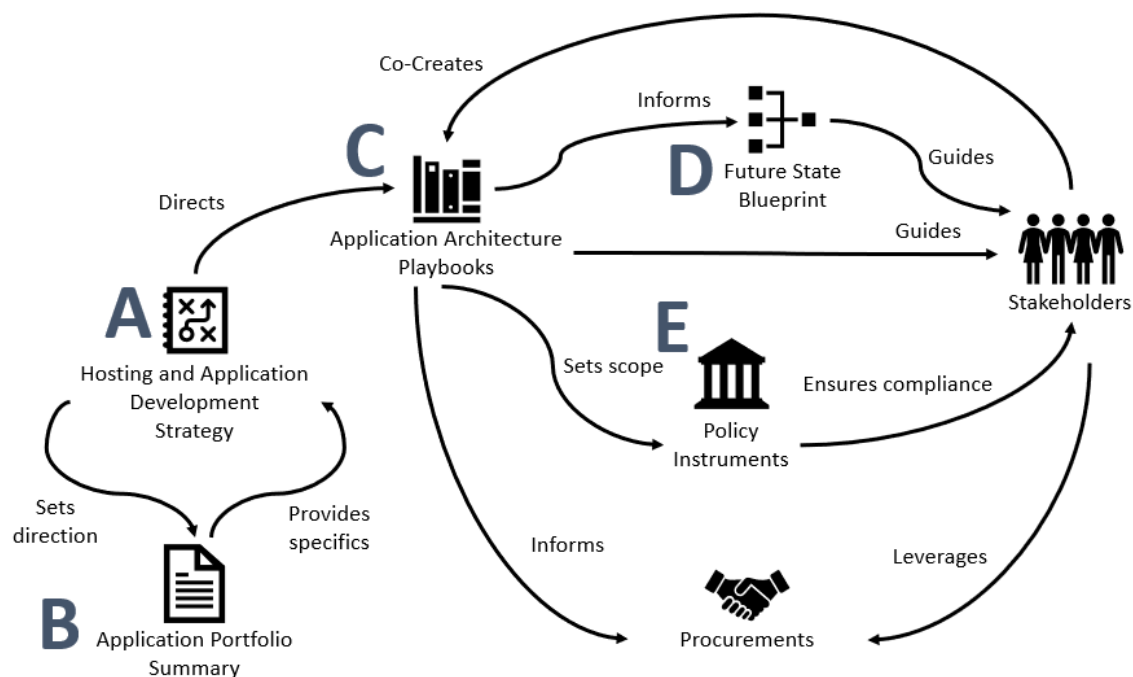 Co-Creates
Informs
C
D
Guides
Future State
Blueprint
Directs
Application Architecture
Playbooks
Guides
Stakeholders
A
E
Hosting and Application
Development
Strategy
Sets scope
Ensures compliance
Policy
Instruments
Sets
direction
Provides
specifics
Informs
Leverages
B
Application Portfolio
Summary
Procurements